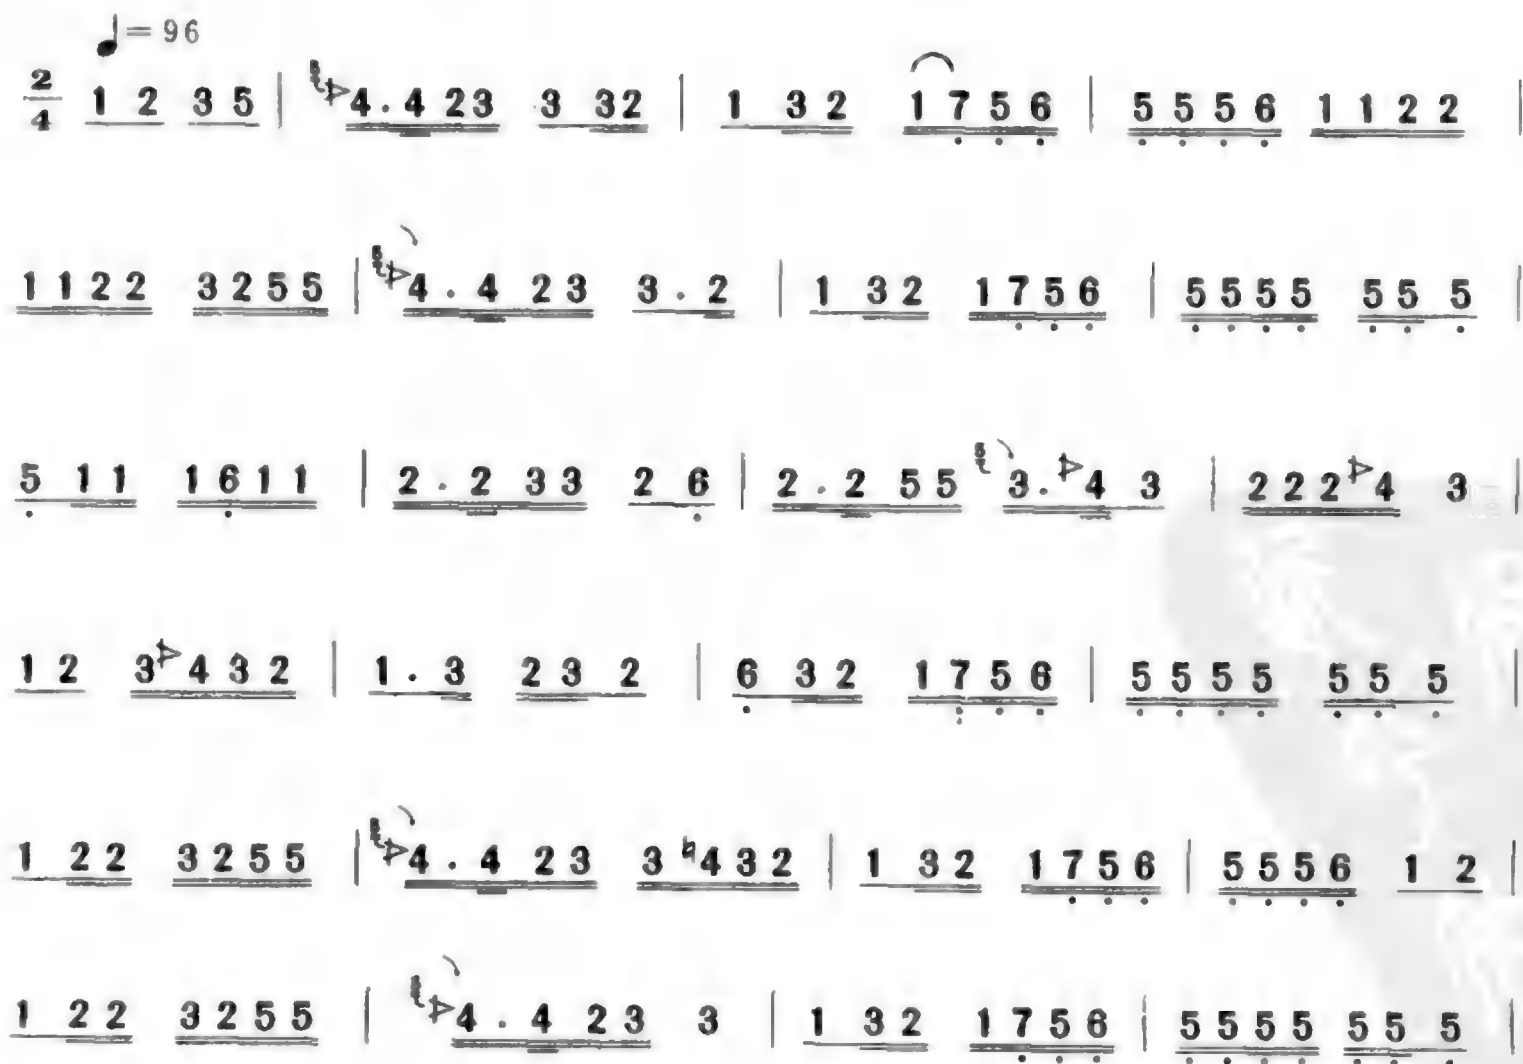 ♩= 96
2/4 1 2 3 5 | 4. 4 2 3 3 3 2 | 1 3 2 1 7 5 6 | 5 5 5 6 1 1 2 2 |
1 1 2 2 3 2 5 5 | 4 . 4 2 3 3 . 2 | 1 3 2 1 7 5 6 | 5 5 5 5 5 5 5 |
5 1 1 1 6 1 1 | 2 . 2 3 3 2 6 | 2 . 2 5 5 3. 4 3 | 2 2 2 4 3 |
1 2 3 4 3 2 | 1 . 3 2 3 2 | 6 3 2 1 7 5 6 | 5 5 5 5 5 5 5 |
1 2 2 3 2 5 5 | 4 . 4 2 3 3 ♮4 3 2 | 1 3 2 1 7 5 6 | 5 5 5 6 1 2 |
1 2 2 3 2 5 5 | 4 . 4 2 3 3 | 1 3 2 1 7 5 6 | 5 5 5 5 5 5 5 |